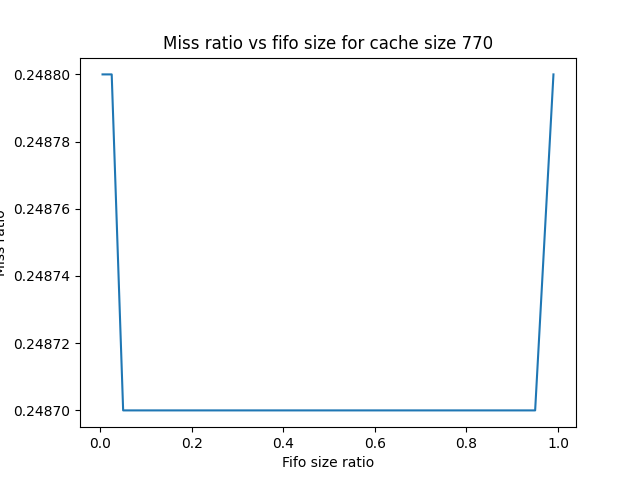 Miss ratio vs fifo size for cache size 770
Miss ratio
0.24880
0.24878
0.24876
0.24874
0.24872
0.24870
0.0 0.2 0.4 0.6 0.8 1.0
Fifo size ratio